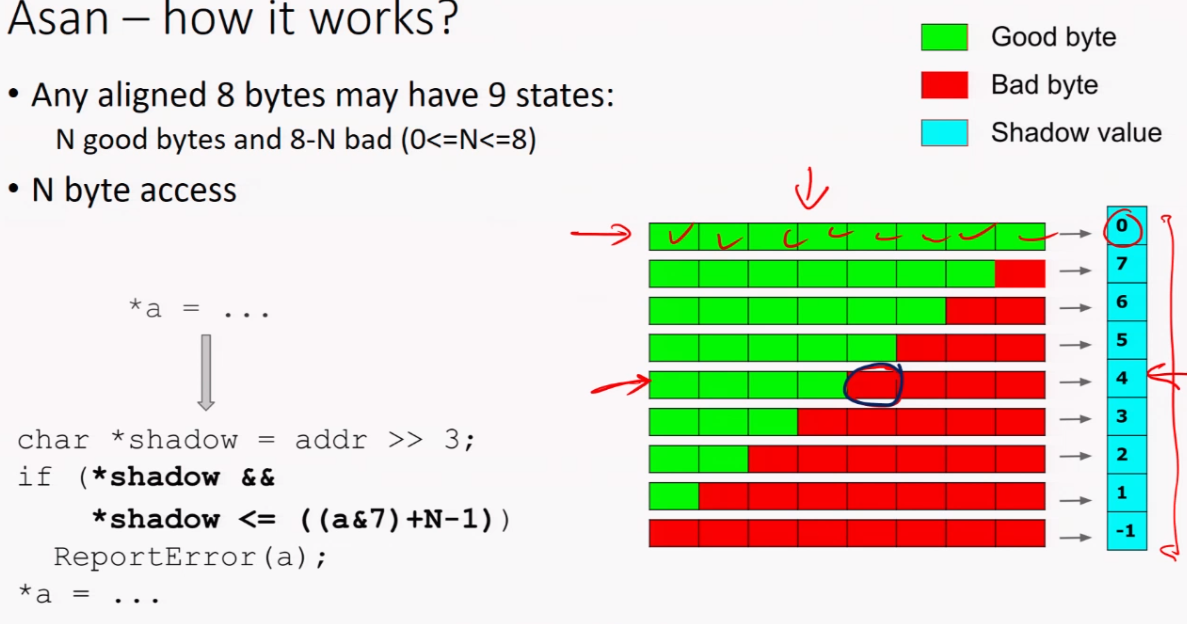 Asan – how it works?
• Any aligned 8 bytes may have 9 states:
N good bytes and 8-N bad (0<=N<=8)
• N byte access
*a = ...
char *shadow = addr >> 3;
if (*shadow &&
*shadow <= ((a&7)+N-1))
ReportError(a);
*a = ...
Good byte
Bad byte
Shadow value
0
7
6
5
4
3
2
1
-1